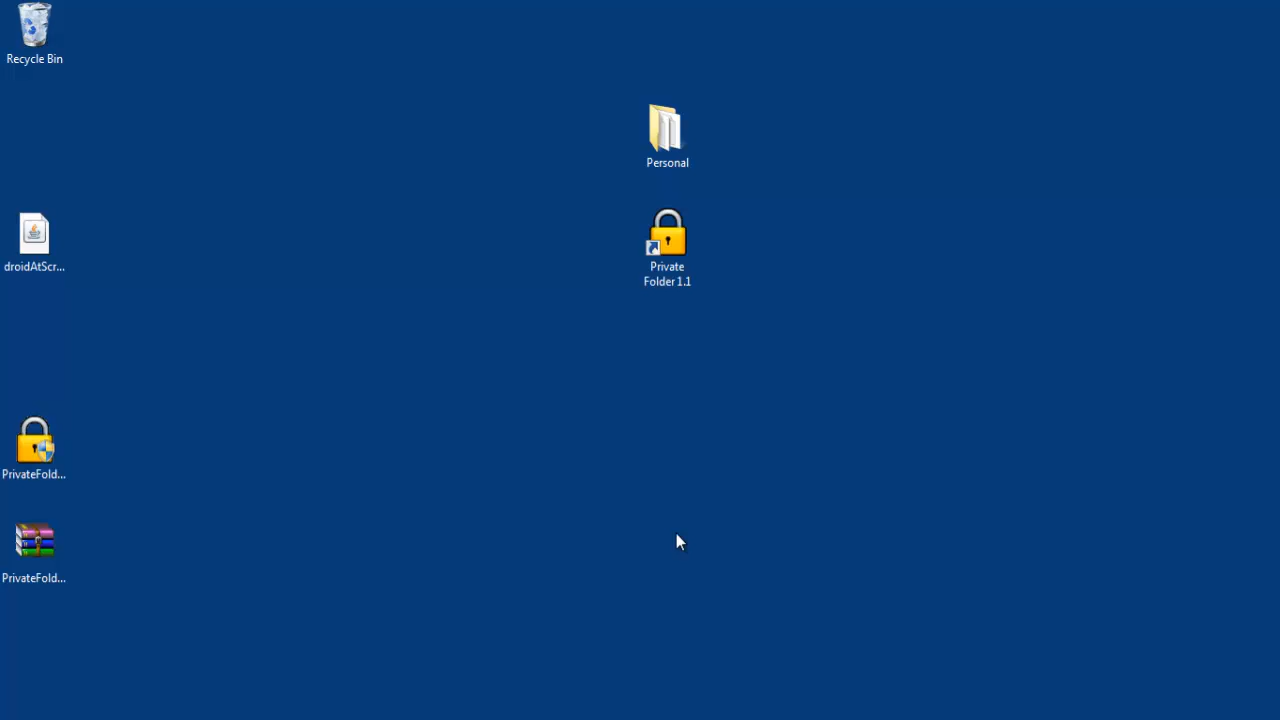 Recycle Bin
Personal
droidAtScr...
Private
Folder 1.1
PrivateFold...
PrivateFold...